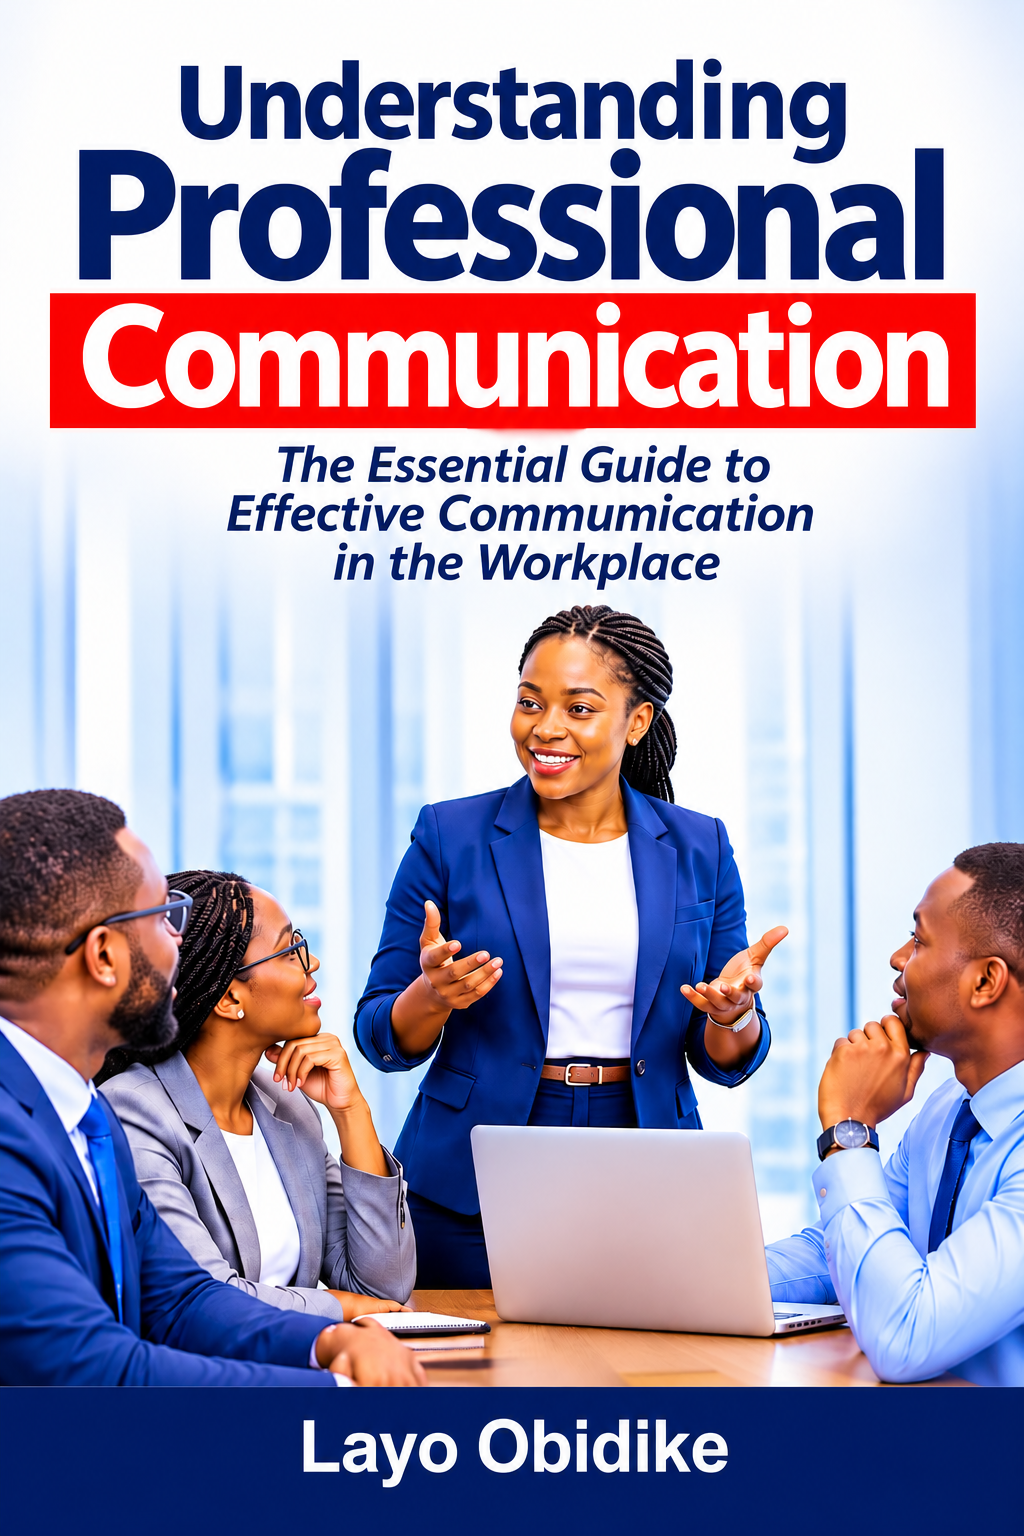 Understanding
Professional
Communication
The Essential Guide to
Effective Commumication
in the Workplace
Layo Obidike